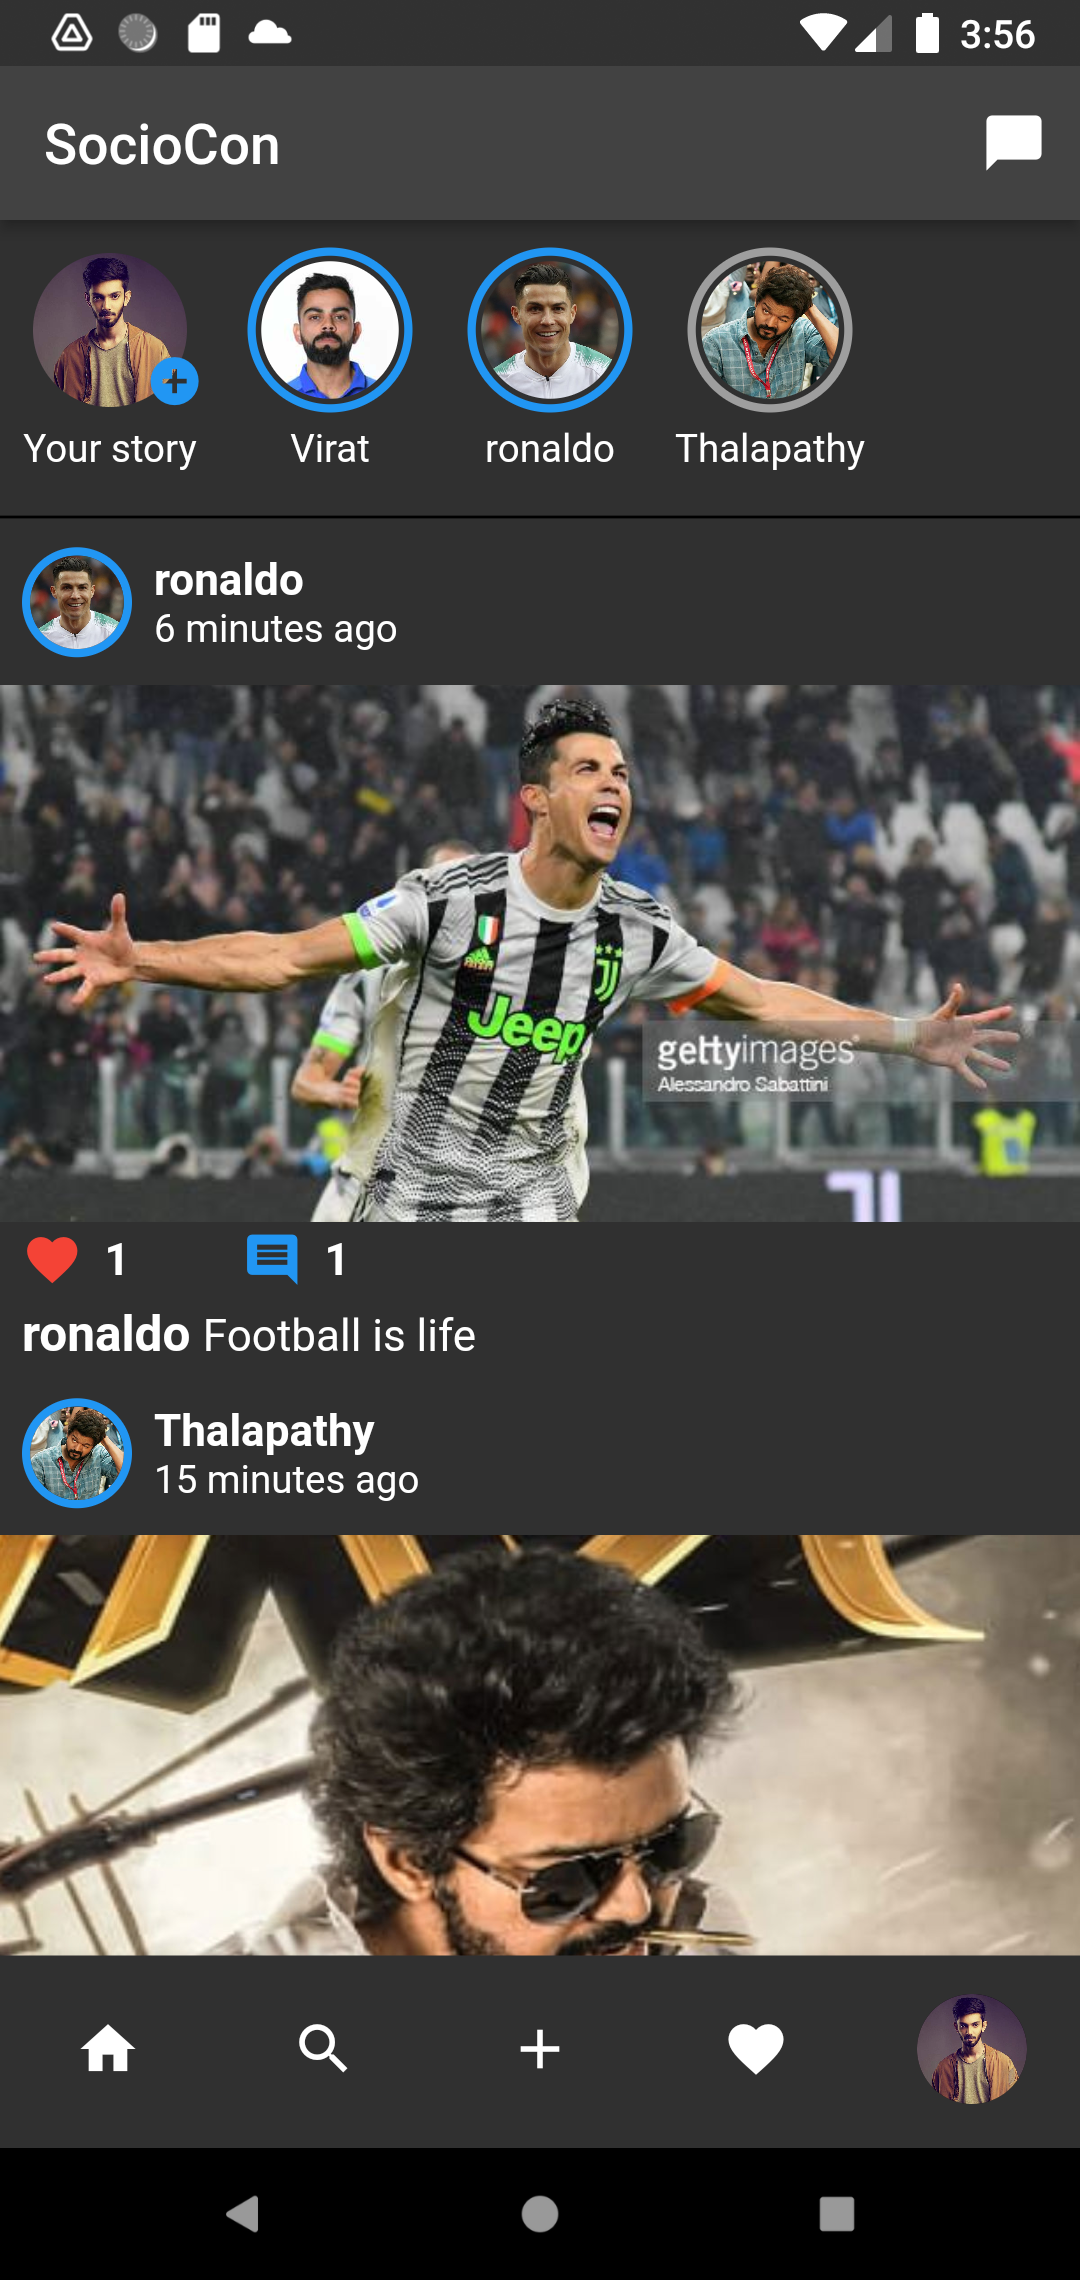 3:56
SocioCon
Your story
Virat
ronaldo
Thalapathy
ronaldo
6 minutes ago
Jeep
gettyimages
Alessandro Sabattini
1
1
ronaldo Football is life
Thalapathy
15 minutes ago